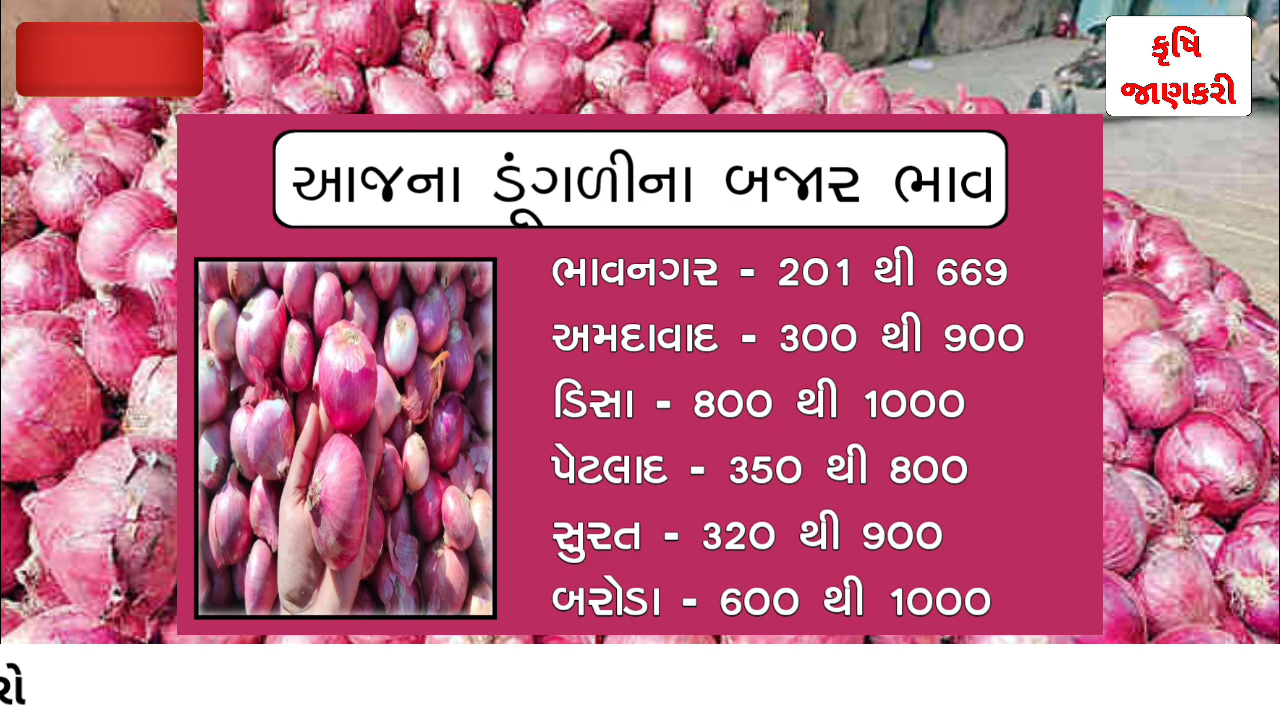 કૃષિ
જાણકરી
આજના ડૂંગળીના બજાર ભાવ
ભાવનગર - 201 થી 669
અમદાવાદ - 300 થી 900
ડિસા - 800 થી 1000
પેટલાદ - 350 થી 800
સુરત - 320 થી 900
બરોડા - 600 થી 1000
રો